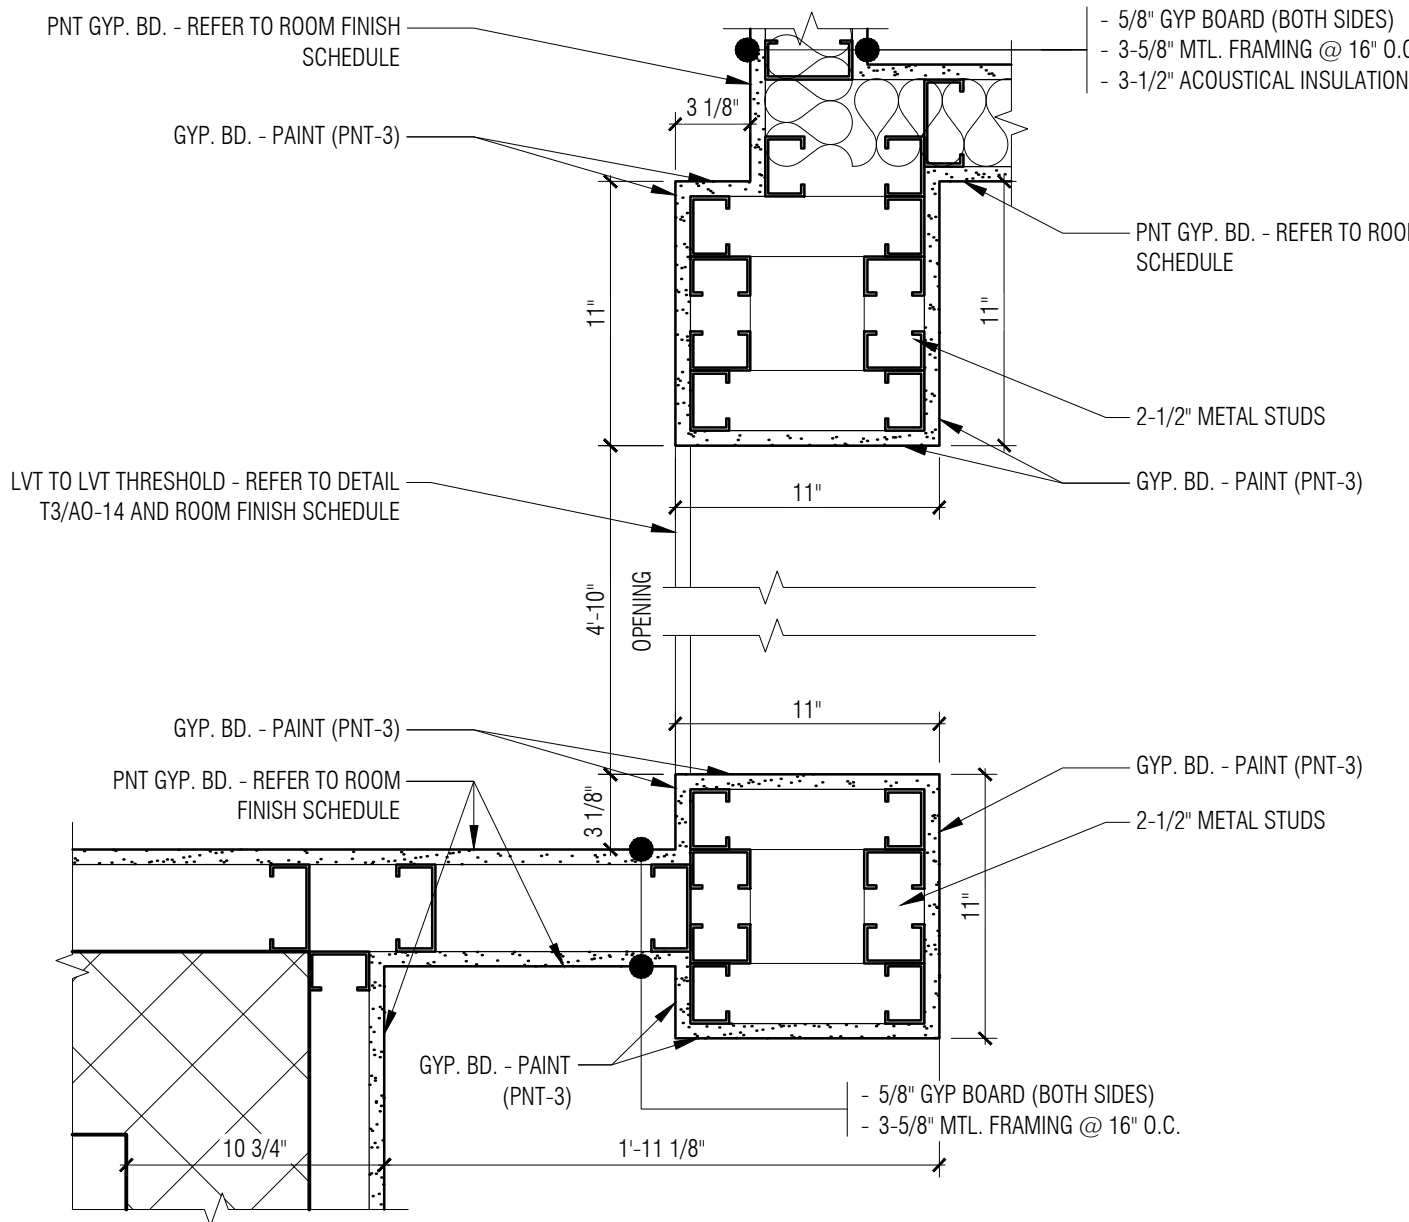 PNT GYP. BD. - REFER TO ROOM FINISH
SCHEDULE
- 5/8" GYP BOARD (BOTH SIDES)
- 3-5/8" MTL. FRAMING @ 16" O.C
- 3-1/2" ACOUSTICAL INSULATION
3 1/8"
GYP. BD. - PAINT (PNT-3)
PNT GYP. BD. - REFER TO ROOM
SCHEDULE
11"
11"
2-1/2" METAL STUDS
LVT TO LVT THRESHOLD - REFER TO DETAIL
T3/AO-14 AND ROOM FINISH SCHEDULE
GYP. BD. - PAINT (PNT-3)
11"
4'-10"
OPENING
11"
GYP. BD. - PAINT (PNT-3)
PNT GYP. BD. - REFER TO ROOM
FINISH SCHEDULE
3 1/8"
GYP. BD. - PAINT (PNT-3)
2-1/2" METAL STUDS
11"
GYP. BD. - PAINT
(PNT-3)
- 5/8" GYP BOARD (BOTH SIDES)
- 3-5/8" MTL. FRAMING @ 16" O.C.
10 3/4"
1'-11 1/8"